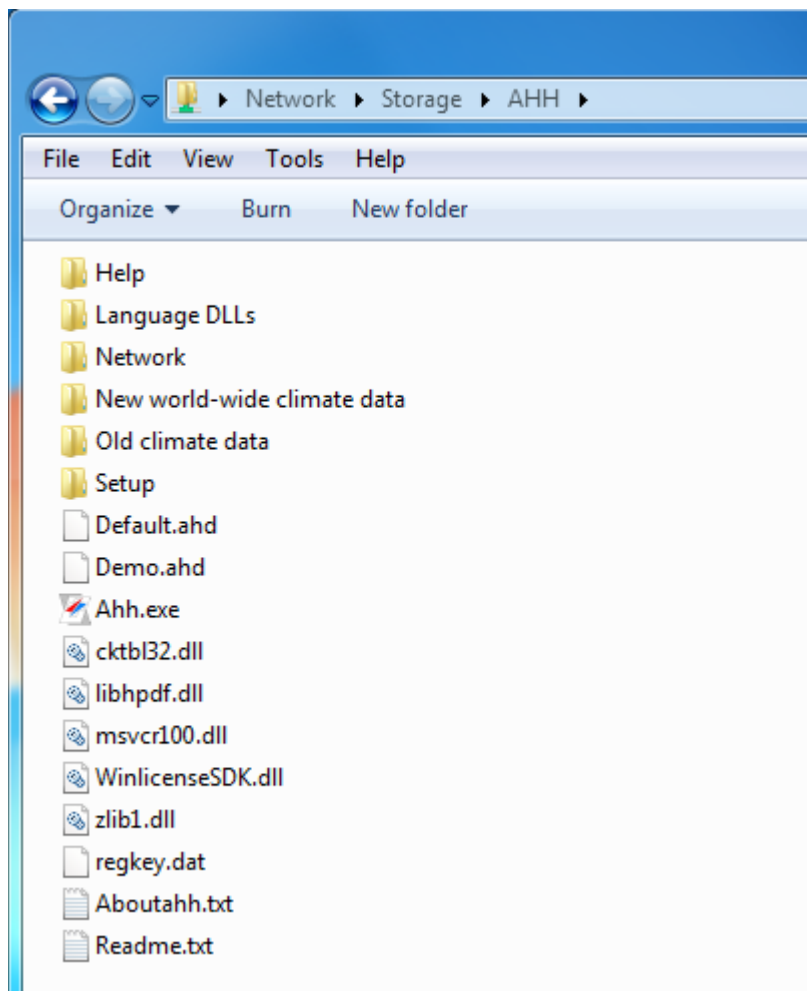 Network Storage AHH
File Edit View Tools Help
Organize Burn New folder
Help
Language DLLs
Network
New world-wide climate data
Old climate data
Setup
Default.ahd
Demo.ahd
Ahh.exe
cktbl32.dll
libhpdf.dll
msvcr100.dll
WinlicenseSDK.dll
zlib1.dll
regkey.dat
Aboutahh.txt
Readme.txt